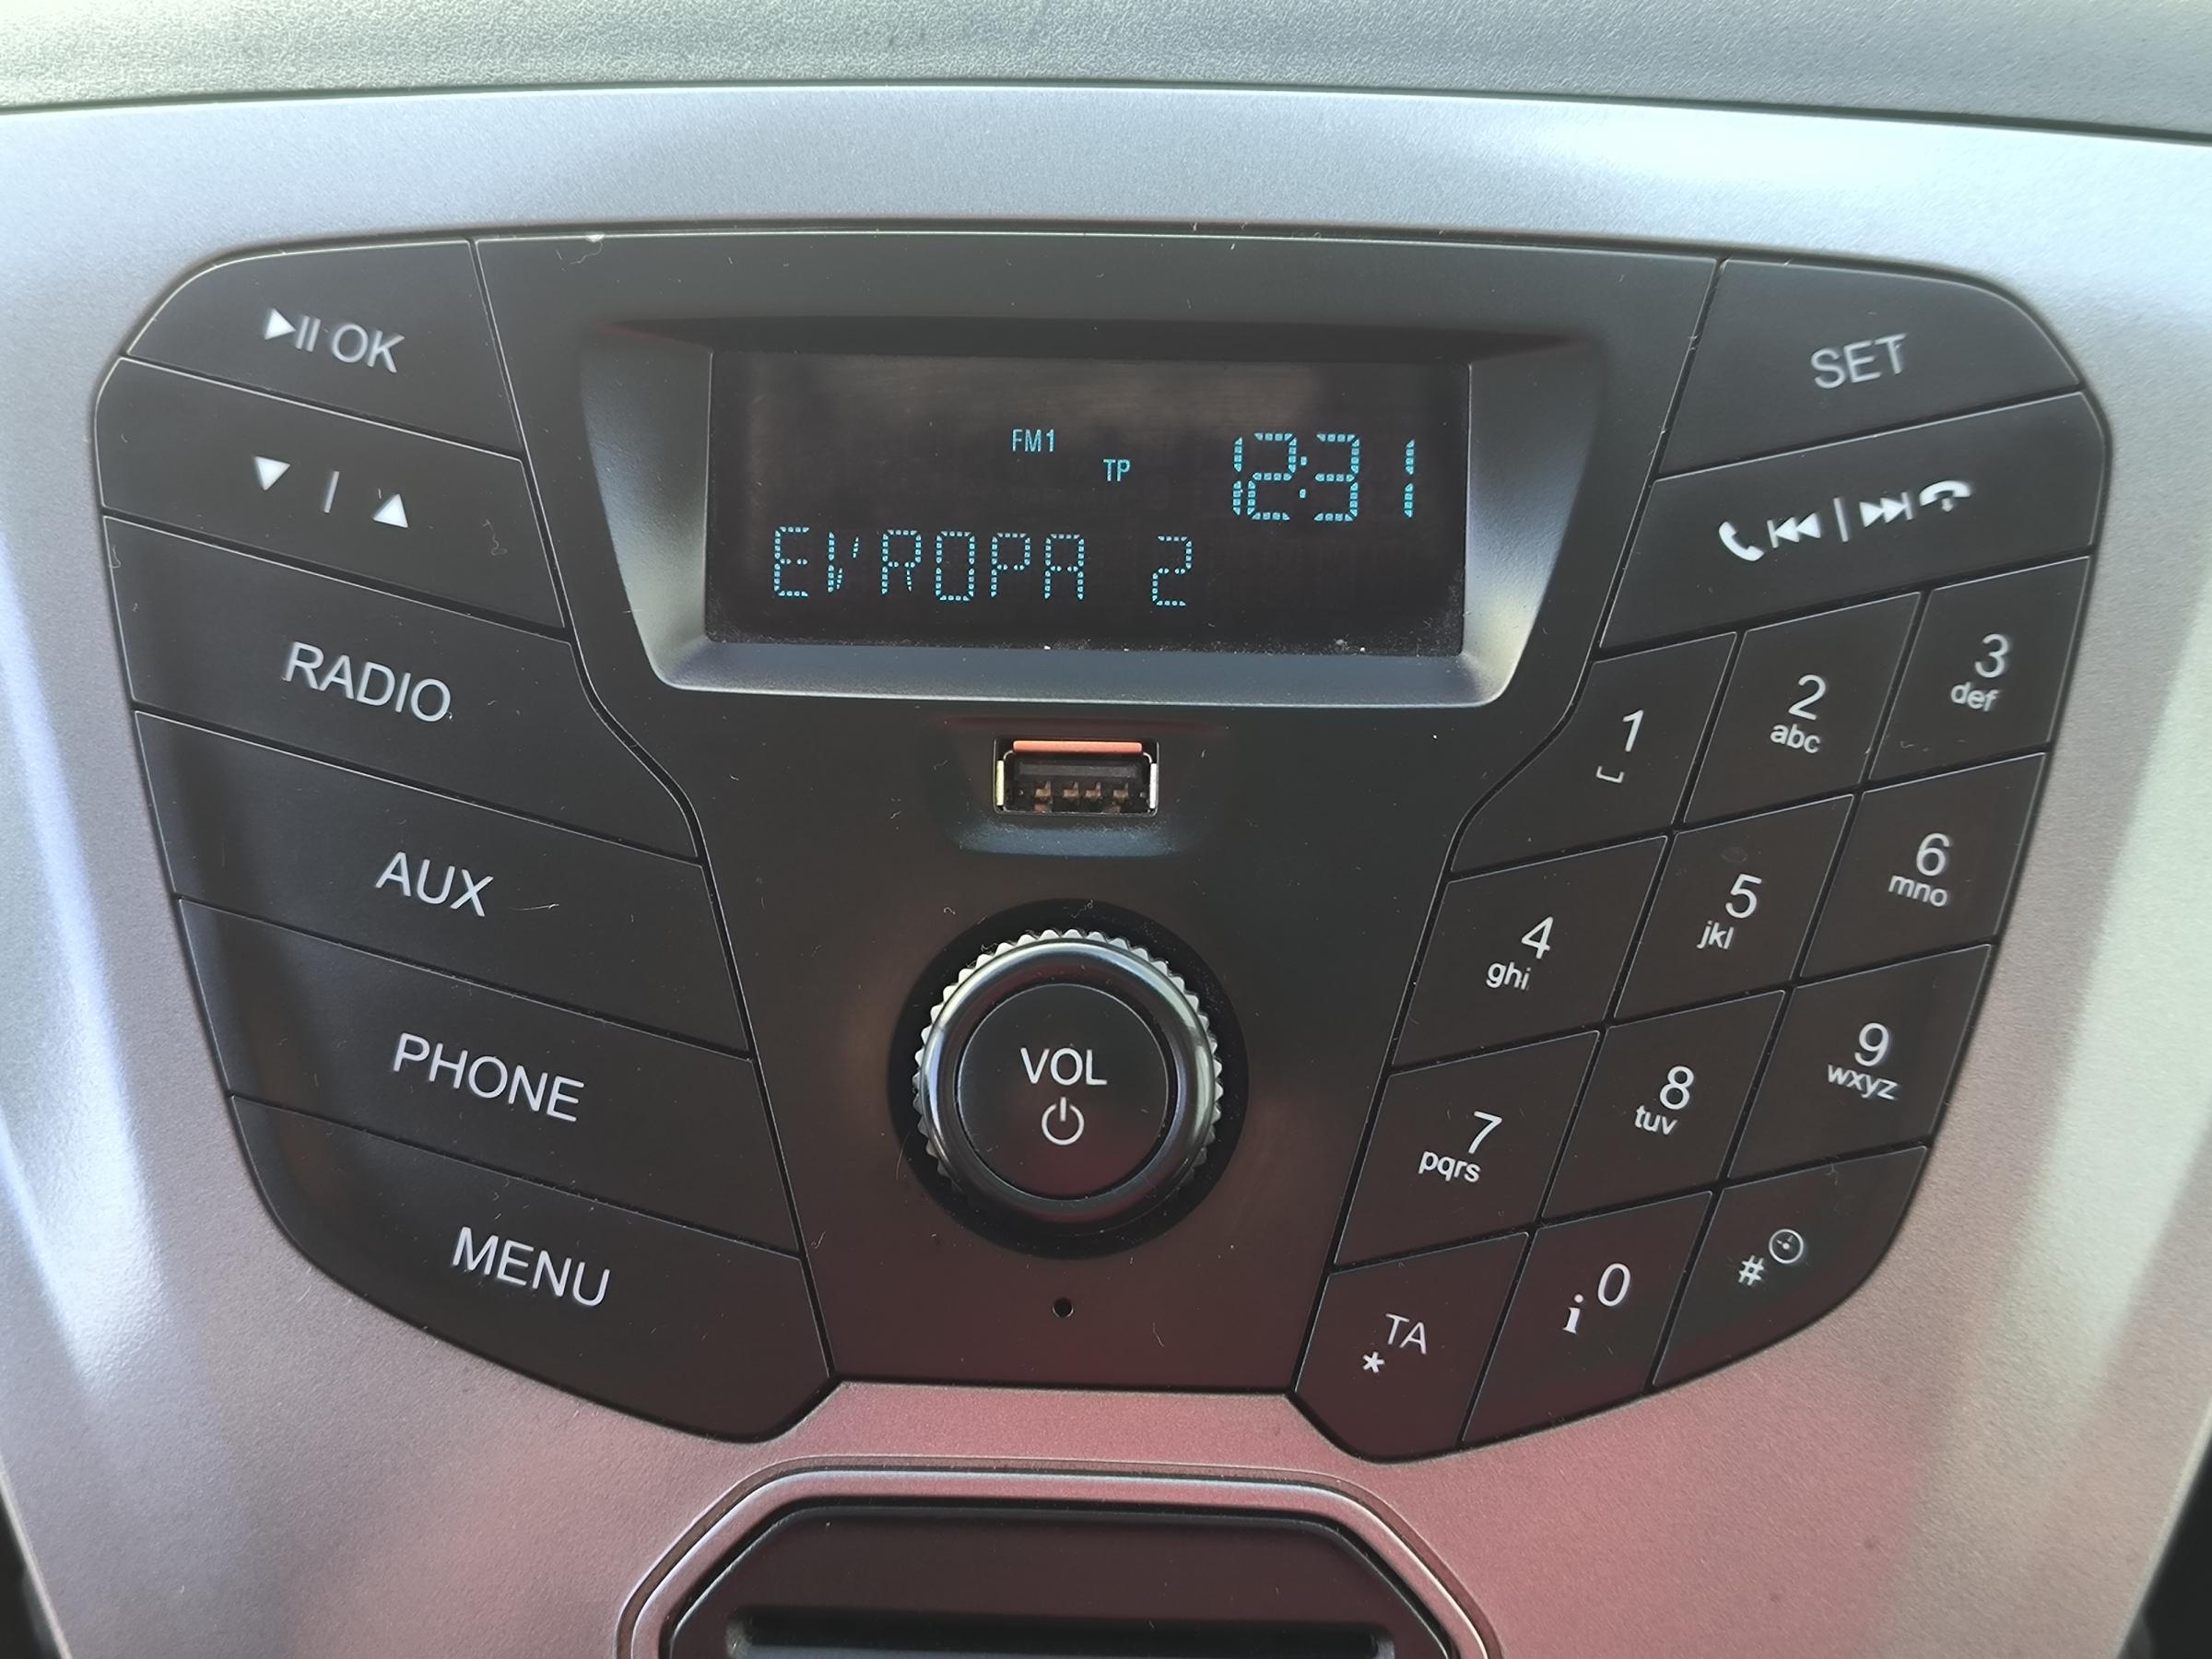 OK
SET
FM1
TP
12:31
EVROPA 2
RADIO
AUX
PHONE
MENU
VOL
1
2
abc
3
def
4
ghi
5
jkl
6
mno
7
pqrs
8
tuv
9
wxyz
TA
*
i 0
#